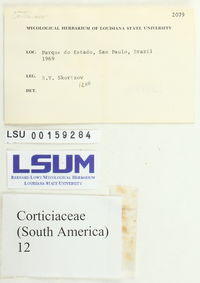 2079
MYCOLOGICAL HERBARIUM OF LOUISIANA STATE UNIVERSITY
LOC. Parque do Estado, Sao Paulo, Brazil
1969
LEG. B.V. Skortzov
DET.
LSU 00159284
LSUM
BERNARD LOWY MYCOLOGICAL HERBARIUM
LOUISIANA STATE UNIVERSITY
Corticiaceae
(South America)
12